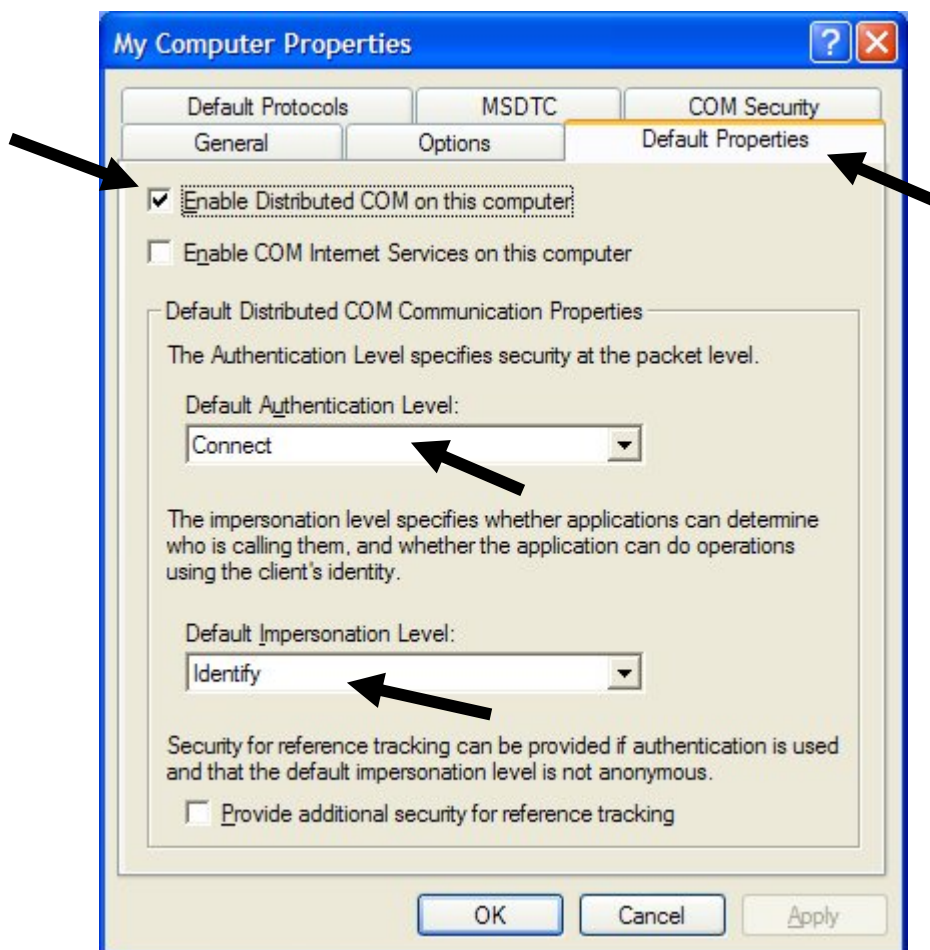 My Computer Properties
Default Protocols MSDTC COM Security
General Options Default Properties
Enable Distributed COM on this computer
Enable COM Internet Services on this computer
Default Distributed COM Communication Properties
The Authentication Level specifies security at the packet level.
Default Authentication Level:
Connect
The impersonation level specifies whether applications can determine
who is calling them, and whether the application can do operations
using the client's identity.
Default Impersonation Level:
Identify
Security for reference tracking can be provided if authentication is used
and that the default impersonation level is not anonymous.
Provide additional security for reference tracking
OK Cancel Apply